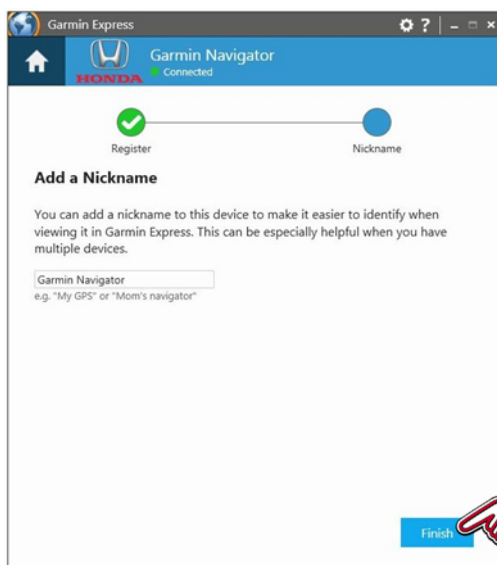 Garmin Express
?
HONDA
Garmin Navigator
Connected
Register
Nickname
Add a Nickname
You can add a nickname to this device to make it easier to identify when
viewing it in Garmin Express. This can be especially helpful when you have
multiple devices.
Garmin Navigator
e.g. "My GPS" or "Mom's navigator"
Finish